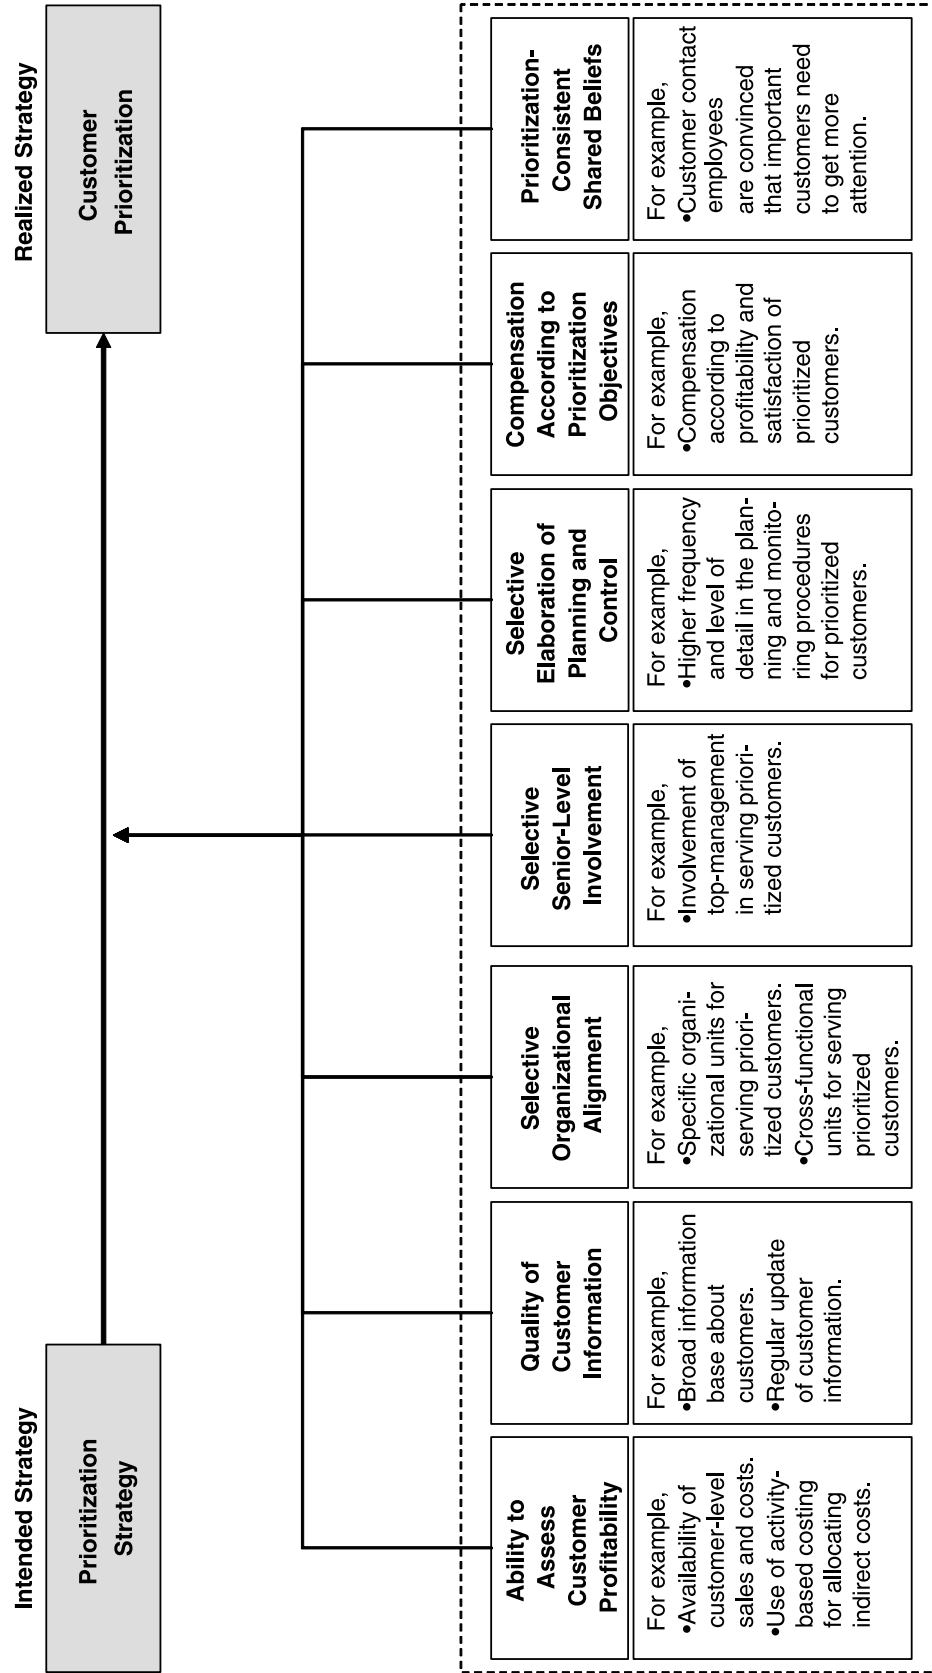 Intended Strategy
Prioritization
Strategy
Realized Strategy
Customer
Prioritization
Ability to
Assess
Customer
Profitability
For example,
•Availability of
customer-level
sales and costs.
•Use of activity-
based costing
for allocating
indirect costs.
Quality of
Customer
Information
For example,
•Broad information
base about
customers.
•Regular update
of customer
information.
Selective
Organizational
Alignment
For example,
•Specific organi-
zational units for
serving priori-
tized customers.
•Cross-functional
units for serving
prioritized
customers.
Selective
Senior-Level
Involvement
For example,
•Involvement of
top-management
in serving priori-
tized customers.
Selective
Elaboration of
Planning and
Control
For example,
•Higher frequency
and level of
detail in the plan-
ning and monito-
ring procedures
for prioritized
customers.
Compensation
According to
Prioritization
Objectives
For example,
•Compensation
according to
profitability and
satisfaction of
prioritized
customers.
Prioritization-
Consistent
Shared Beliefs
For example,
•Customer contact
employees
are convinced
that important
customers need
to get more
attention.